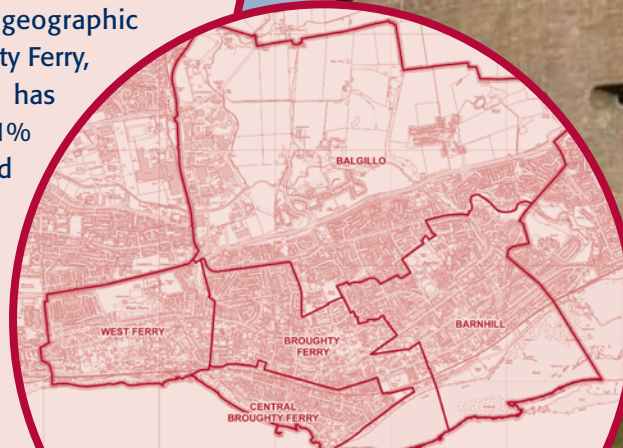 geographic
ty Ferry,
has
1%
d
BALGILLO
WEST FERRY
BROUGHTY
FERRY
BARNHILL
CENTRAL
BROUGHTY FERRY